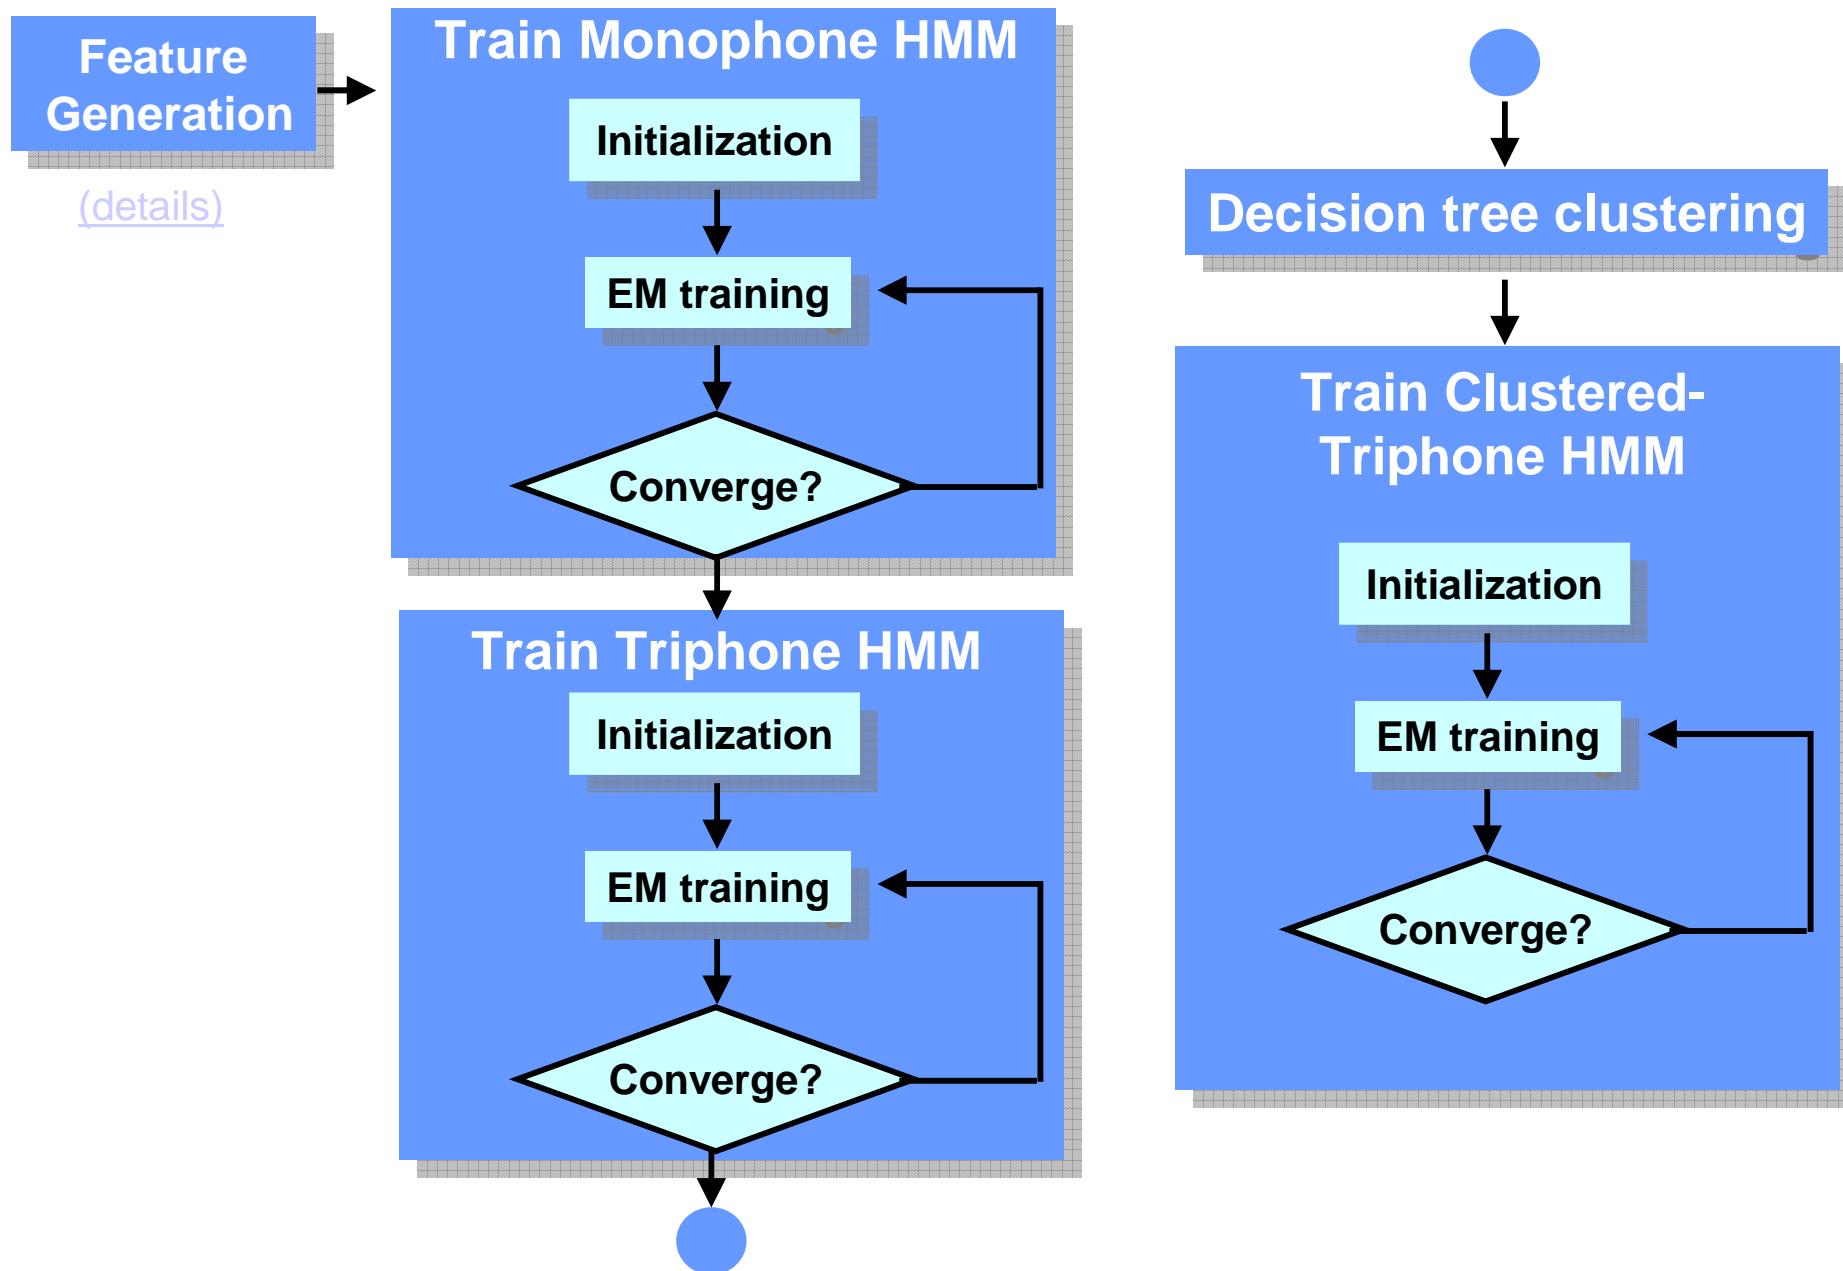 Feature
Generation
(details)
Train Monophone HMM
Initialization
EM training
Converge?
Train Triphone HMM
Initialization
EM training
Converge?
Decision tree clustering
Train Clustered-
Triphone HMM
Initialization
EM training
Converge?